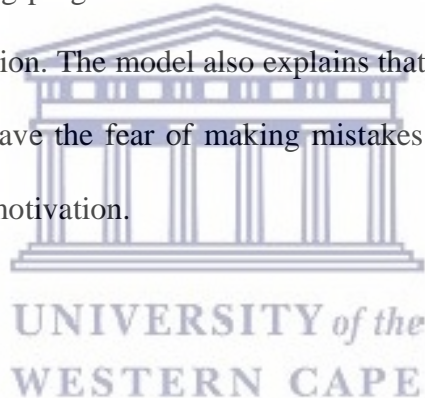 ion. The model also explains that
ave the fear of making mistakes
notivation.
UNIVERSITY of the
WESTERN CAPE